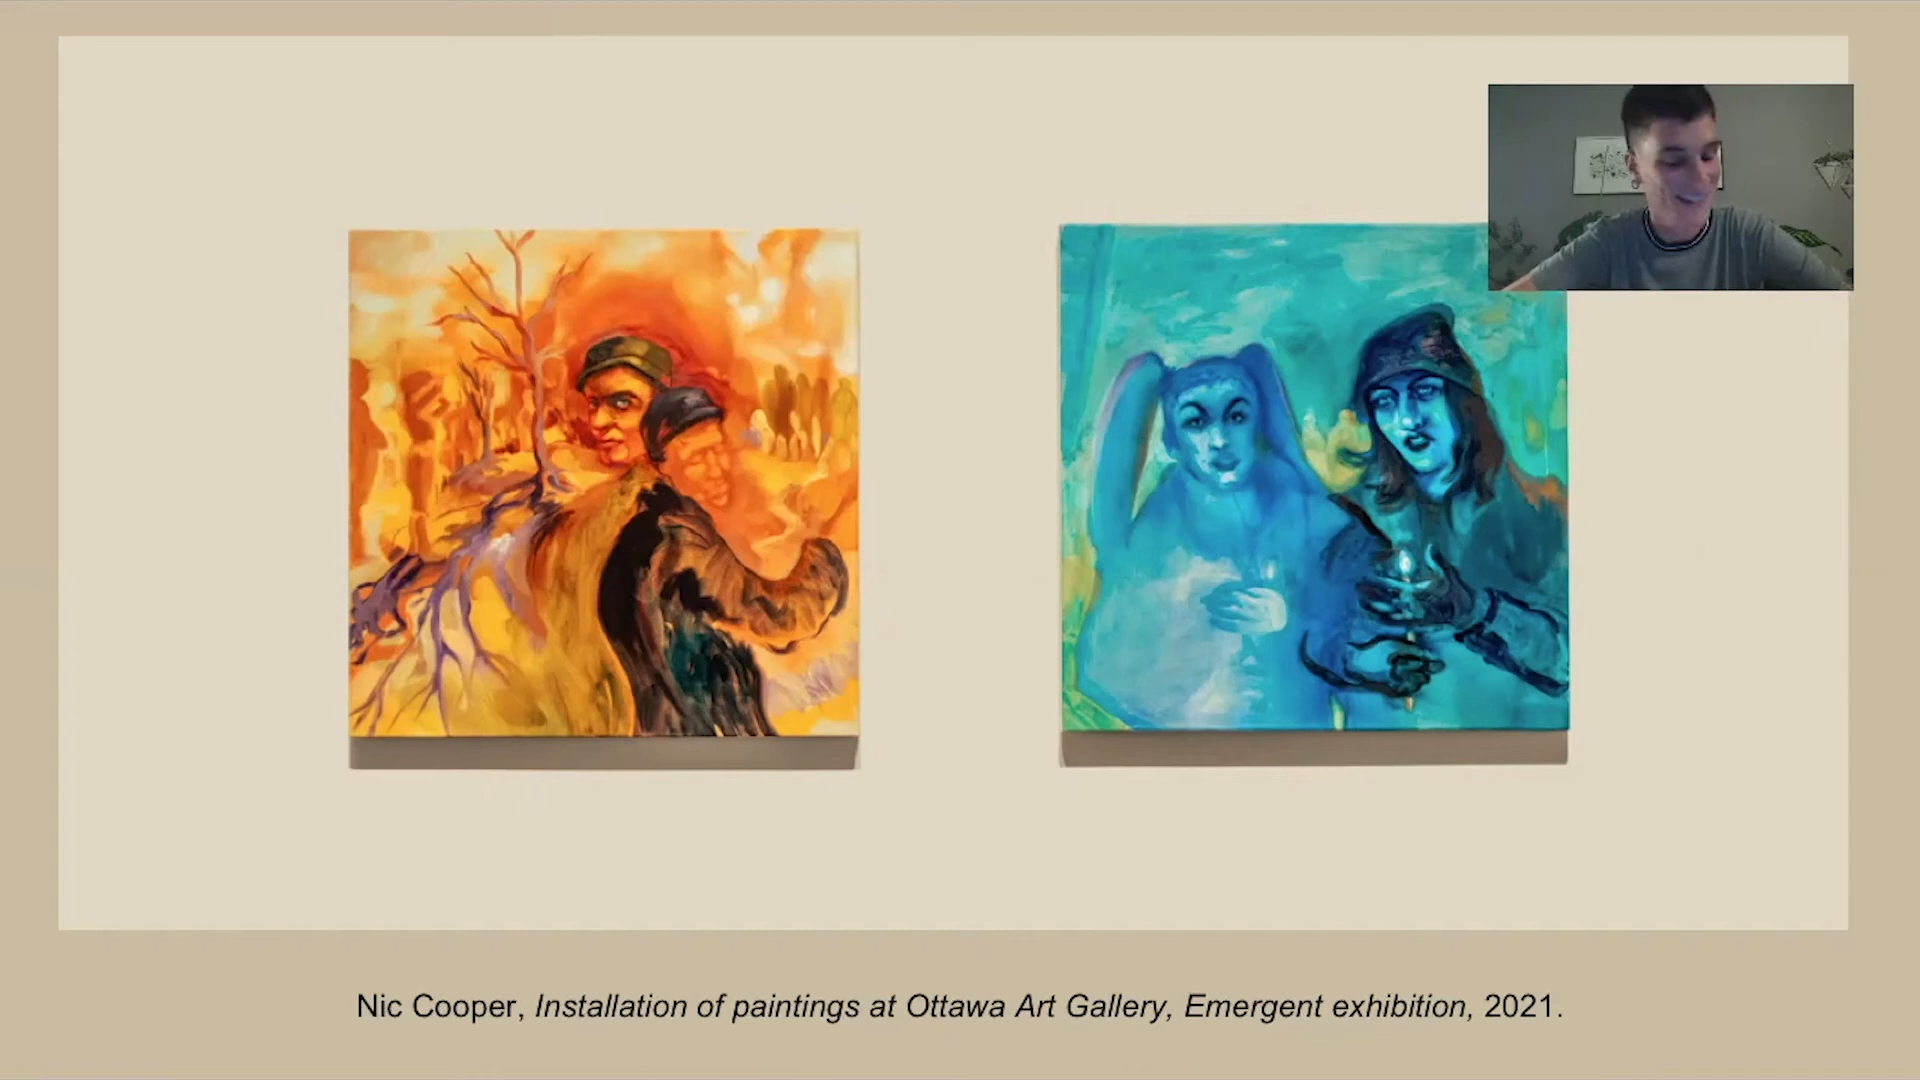 Nic Cooper, Installation of paintings at Ottawa Art Gallery, Emergent exhibition, 2021.